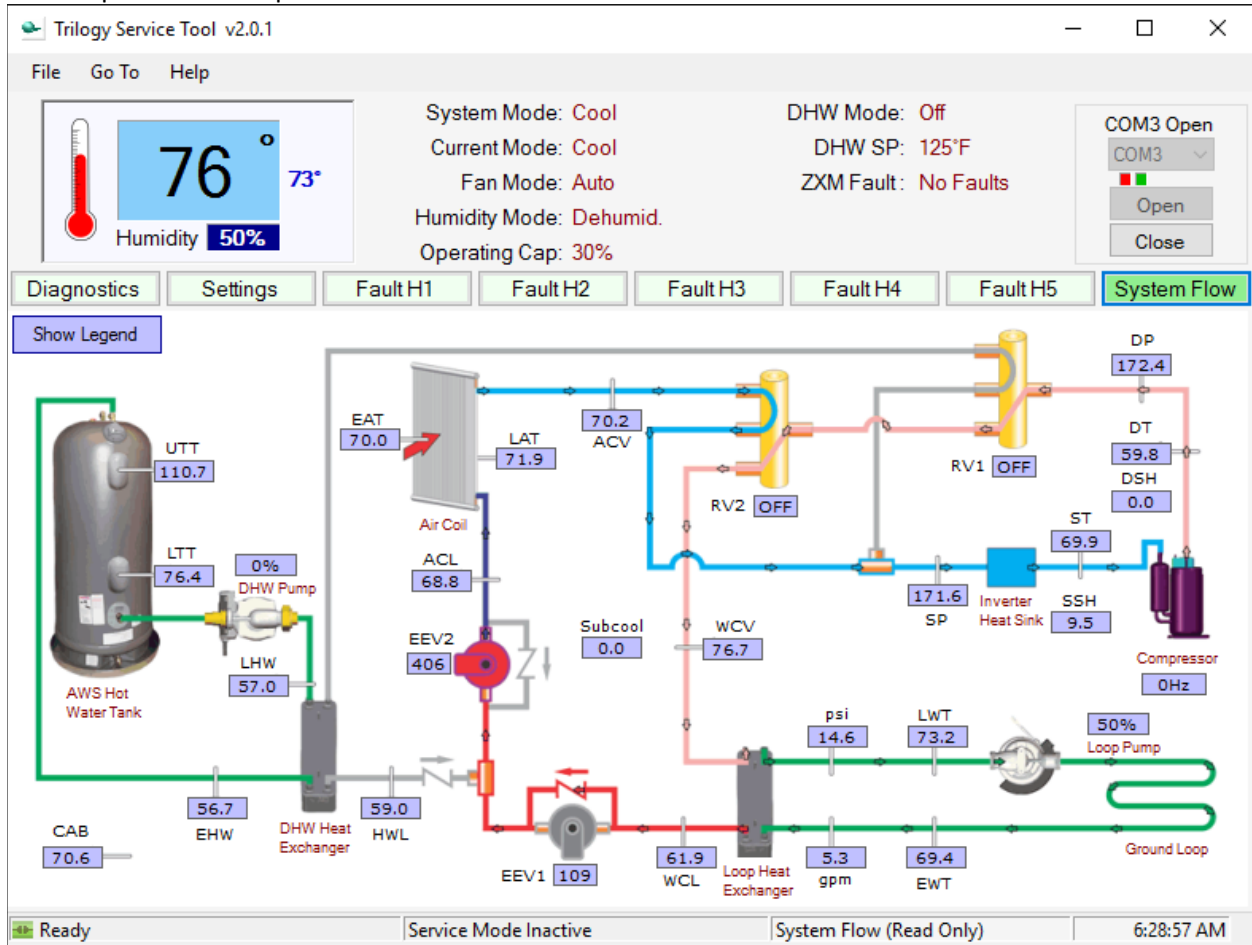 Trilogy Service Tool v2.0.1
File Go To Help
76°
73°
Humidity 50%
System Mode: Cool
Current Mode: Cool
Fan Mode: Auto
Humidity Mode: Dehumid.
Operating Cap: 30%
DHW Mode: Off
DHW SP: 125°F
ZXM Fault : No Faults
COM3 Open
COM3
Open
Close
Diagnostics Settings Fault H1 Fault H2 Fault H3 Fault H4 Fault H5 System Flow
Show Legend
UTT
110.7
LTT
76.4
0%
DHW Pump
LHW
57.0
AWS Hot
Water Tank
56.7
EHW
DHW Heat
Exchanger
59.0
HWL
CAB
70.6
EAT
70.0
LAT
71.9
Air Coil
ACL
68.8
EEV2
406
70.2
ACV
RV2 OFF
RV1 OFF
Subcool
0.0
WCV
76.7
DP
172.4
DT
59.8
DSH
0.0
ST
69.9
171.6
SP
Inverter
Heat Sink
SSH
9.5
Compressor
0Hz
psi
14.6
LWT
73.2
50%
Loop Pump
EEV1 109
61.9
WCL
Loop Heat
Exchanger
5.3
gpm
69.4
EWT
Ground Loop
Ready
Service Mode Inactive
System Flow (Read Only)
6:28:57 AM